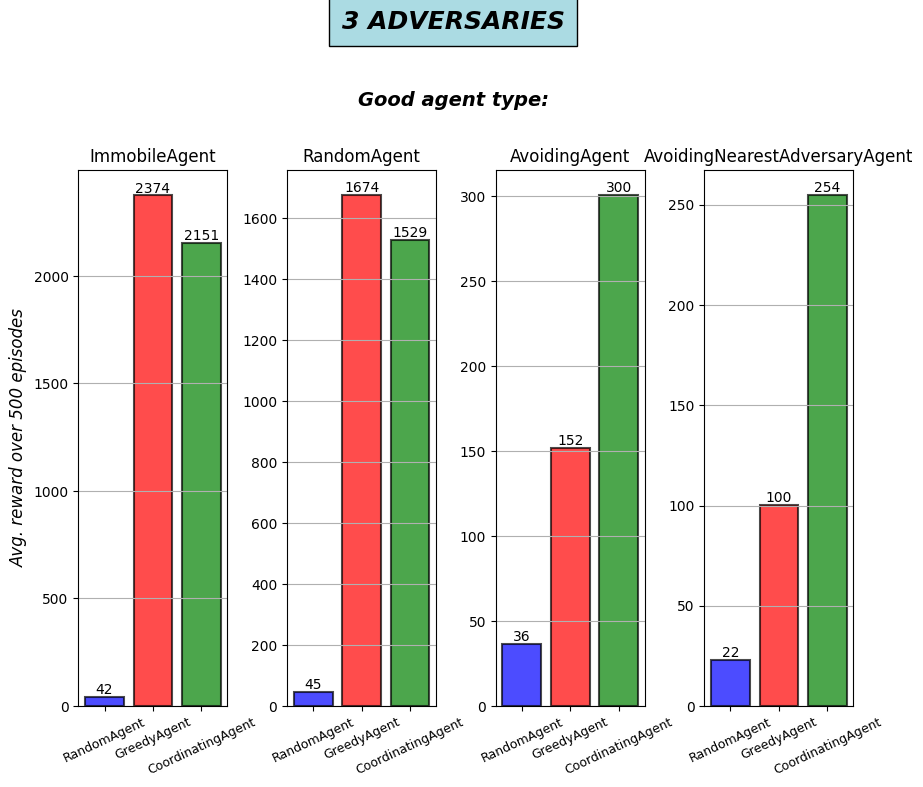 3 ADVERSARIES
Good agent type:
ImmobileAgent
RandomAgent
AvoidingAgent
AvoidingNearestAdversaryAgent
Avg. reward over 500 episodes
2000
1500
1000
500
0
2374
2151
42
RandomAgent
GreedyAgent
CoordinatingAgent
1600
1400
1200
1000
800
600
400
200
0
1674
1529
45
RandomAgent
GreedyAgent
CoordinatingAgent
300
250
200
150
100
50
0
300
152
36
RandomAgent
GreedyAgent
CoordinatingAgent
250
200
150
100
50
0
254
100
22
RandomAgent
GreedyAgent
CoordinatingAgent